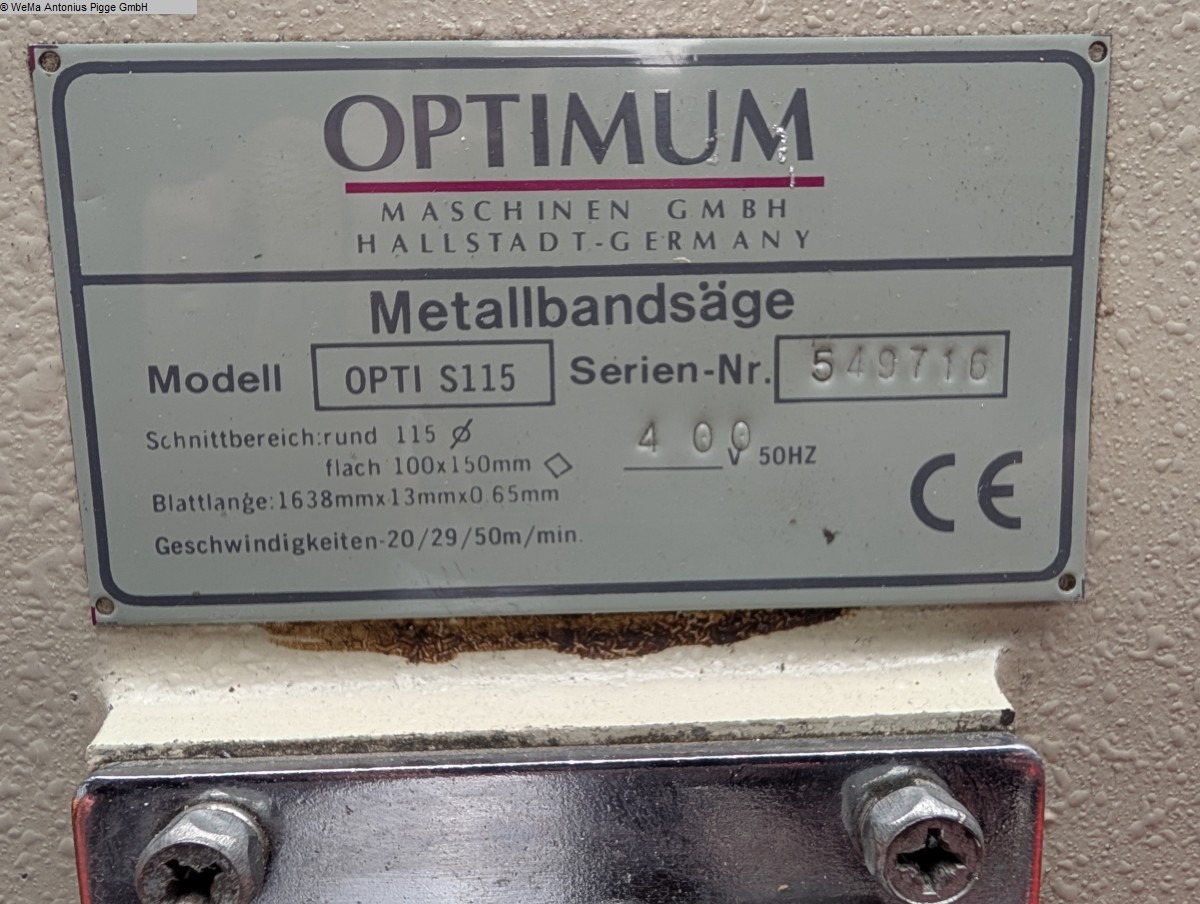 © WeMa Antonius Pigge GmbH
OPTIMUM
MASCHINEN GMBH
HALLSTADT-GERMANY
Metallbandsäge
Modell OPTI S115 Serien-Nr. 549716
Schnittbereich:rund 115 Ø
flach 100x150mm ◇ 400 V 50HZ
Blattlange:1638mmx13mmx0.65mm
CE
Geschwindigkeiten-20/29/50m/min.